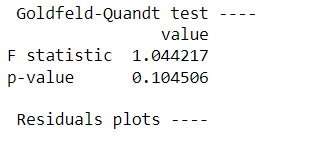 Goldfeld-Quandt test ----
value
F statistic 1.044217
p-value 0.104506
Residuals plots ----